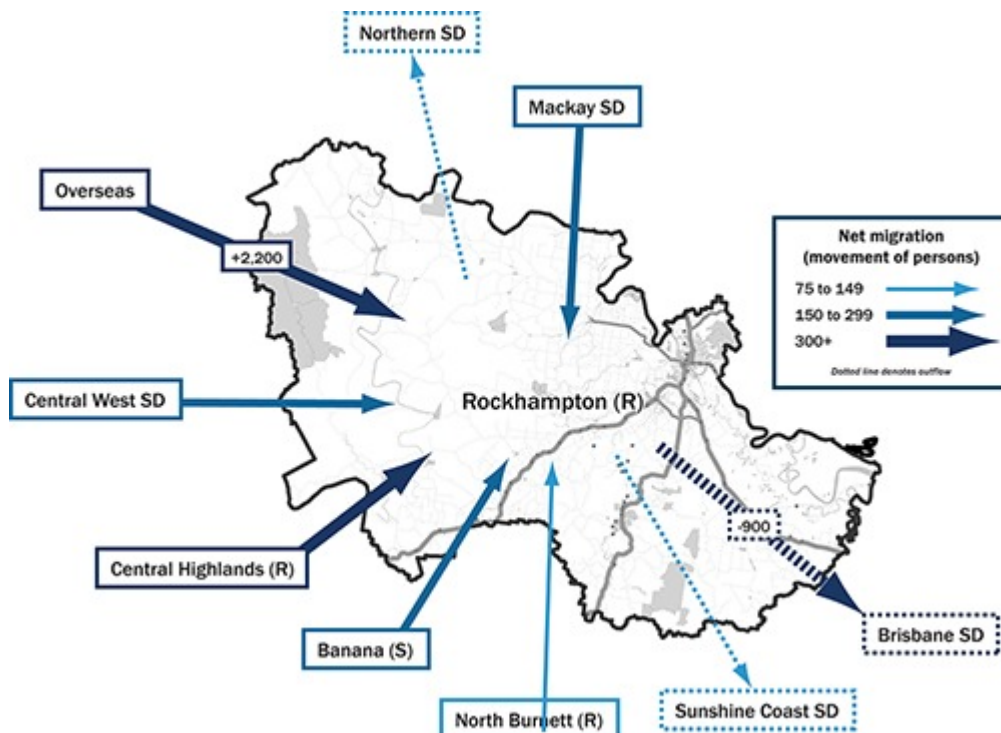 Northern SD
Mackay SD
Overseas
+2,200
Net migration
(movement of persons)
75 to 149
150 to 299
300+
Dotted line denotes outflow
Central West SD
Rockhampton (R)
-900
Central Highlands (R)
Brisbane SD
Banana (S)
North Burnett (R)
Sunshine Coast SD